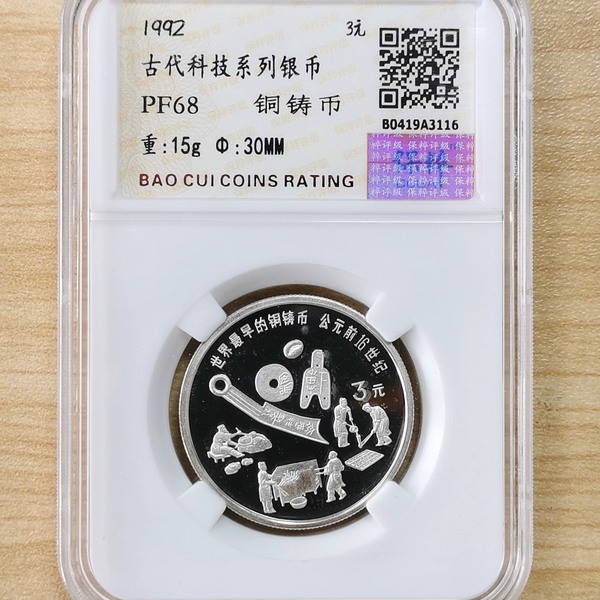 1992 3元
古代科技系列银币
PF68 铜铸币
重:15g Φ:30MM
B0419A3116
BAO CUI COINS RATING
世界最早的铜铸币 公元前16世纪
3元